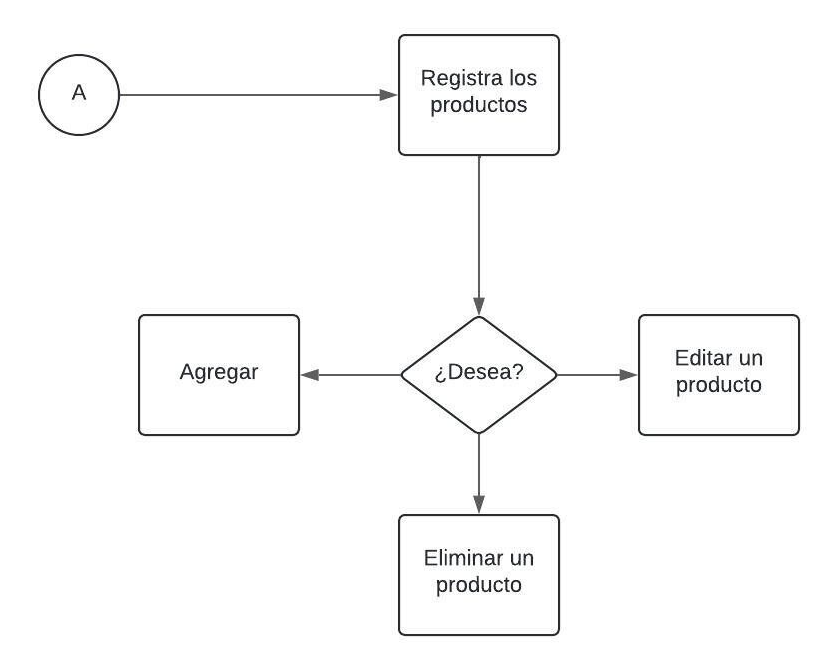 A
Registra los
productos
Agregar
¿Desea?
Editar un
producto
Eliminar un
producto